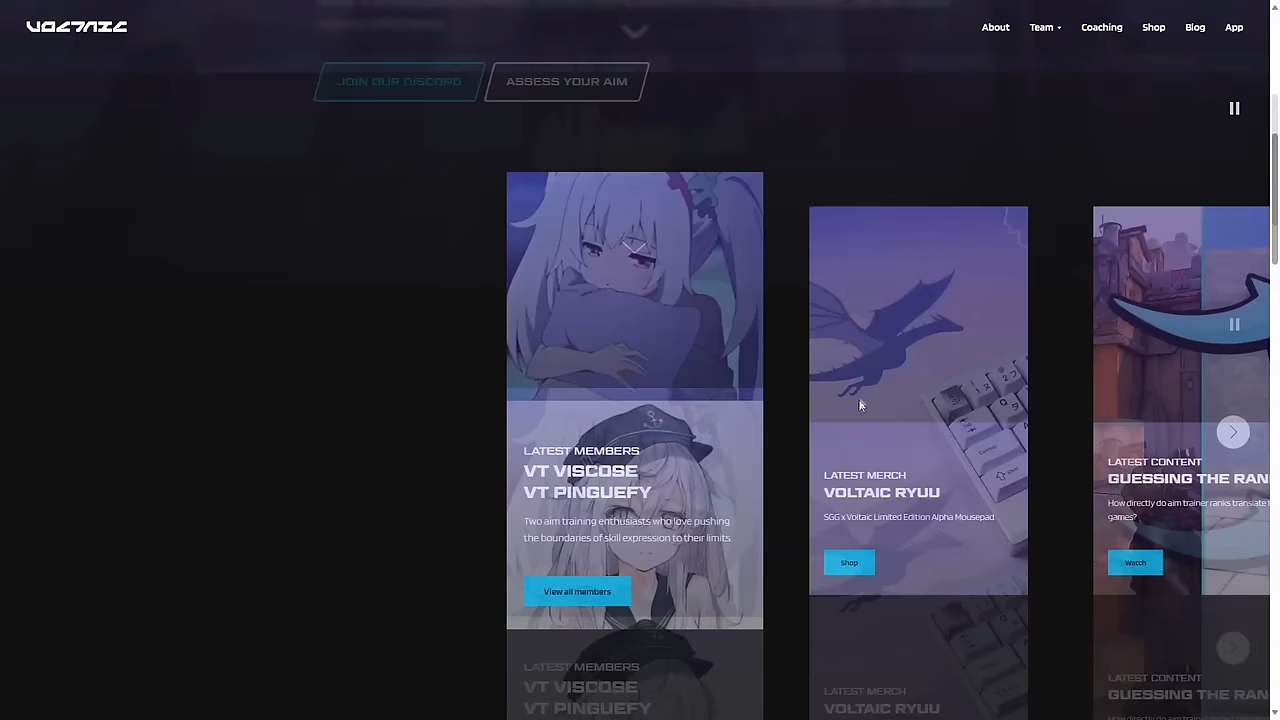 VOLTAIC
About Team Coaching Shop Blog App
JOIN OUR DISCORD
ASSESS YOUR AIM
LATEST MEMBERS
VT VISCOSE
VT PINGUEFY
Two aim training enthusiasts who love pushing
the boundaries of skill expression to their limits
View all members
LATEST MERCH
VOLTAIC RYUU
SGG x Voltaic Limited Edition Alpha Mousepad
Shop
LATEST CONTENT
GUESSING THE RAN
How directly do aim trainer ranks translate t
games?
Watch
LATEST MEMBERS
VT VISCOSE
VT PINGUEFY
LATEST MERCH
VOLTAIC RYUU
LATEST CONTENT
GUESSING THE RAN